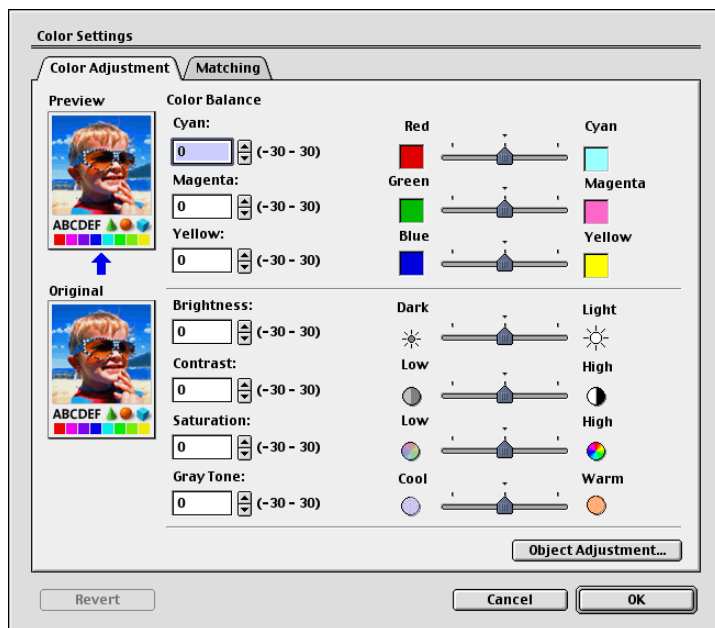 Color Settings
Color Adjustment Matching
Preview
ABCDEF
Original
ABCDEF
Color Balance
Cyan:
0 (-30 - 30) Red Cyan
Magenta:
0 (-30 - 30) Green Magenta
Yellow:
0 (-30 - 30) Blue Yellow
Brightness:
0 (-30 - 30) Dark Light
Contrast:
0 (-30 - 30) Low High
Saturation:
0 (-30 - 30) Low High
Gray Tone:
0 (-30 - 30) Cool Warm
Object Adjustment...
Revert Cancel OK